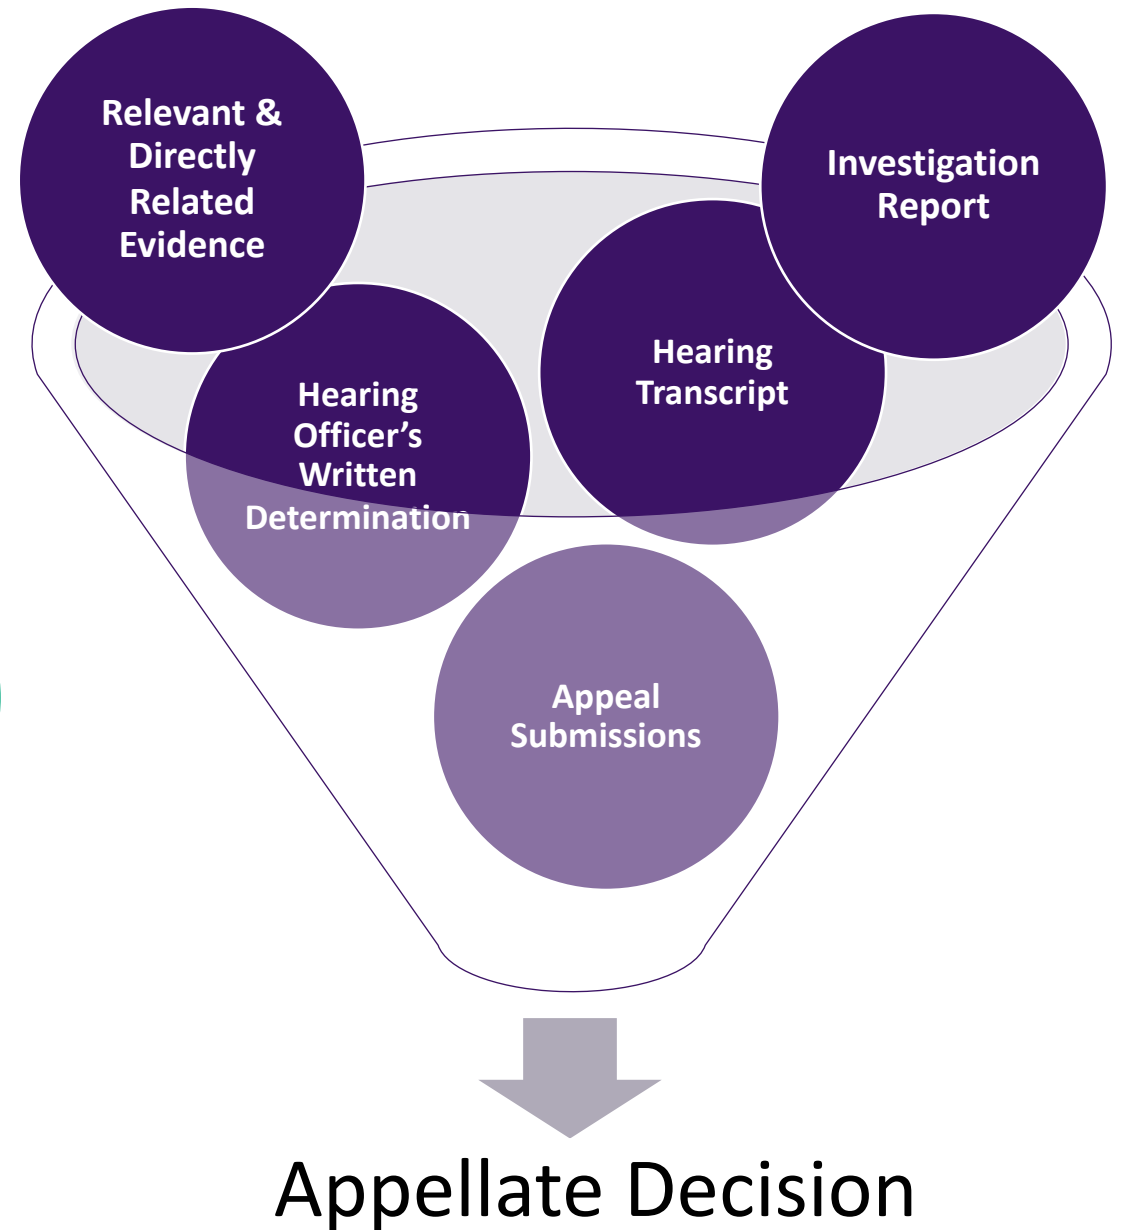 Relevant &
Directly
Related
Evidence
Investigation
Report
Hearing
Transcript
Hearing
Officer’s
Written
Determination
Appeal
Submissions
Appellate Decision